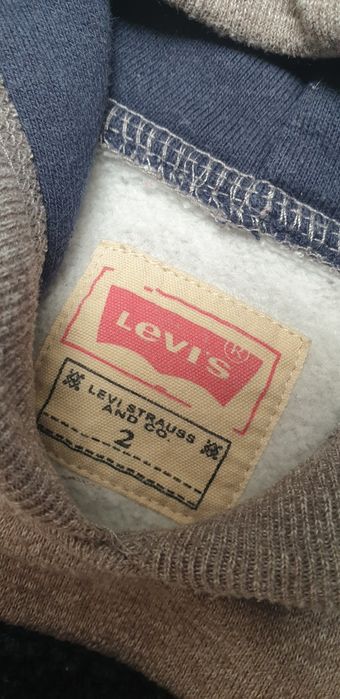 Levi's ®
LEVI STRAUSS
AND CO.
2